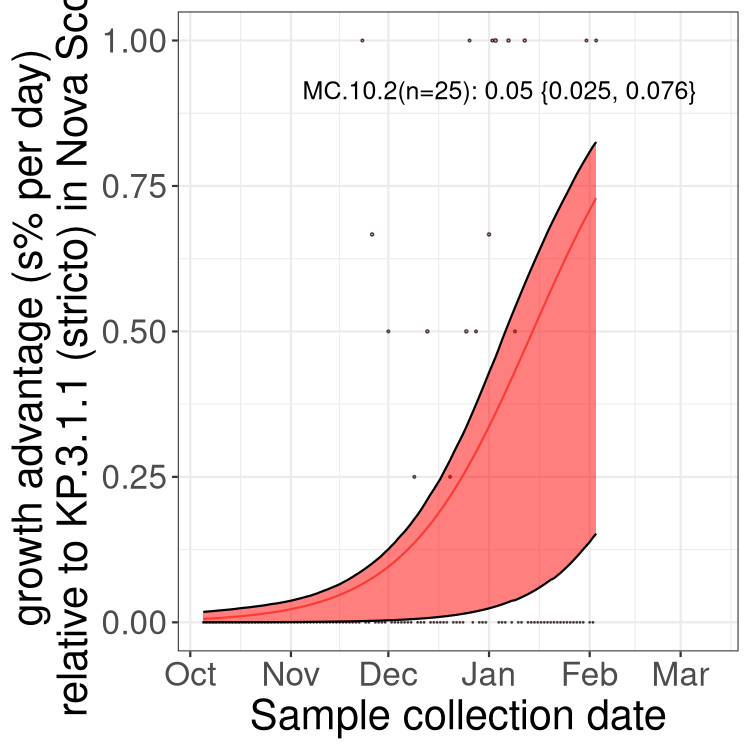 growth advantage (s% per day)
relative to KP.3.1.1 (stricto) in Nova Sco
1.00
0.75
0.50
0.25
0.00
MC.10.2(n=25): 0.05 {0.025, 0.076}
Oct Nov Dec Jan Feb Mar
Sample collection date